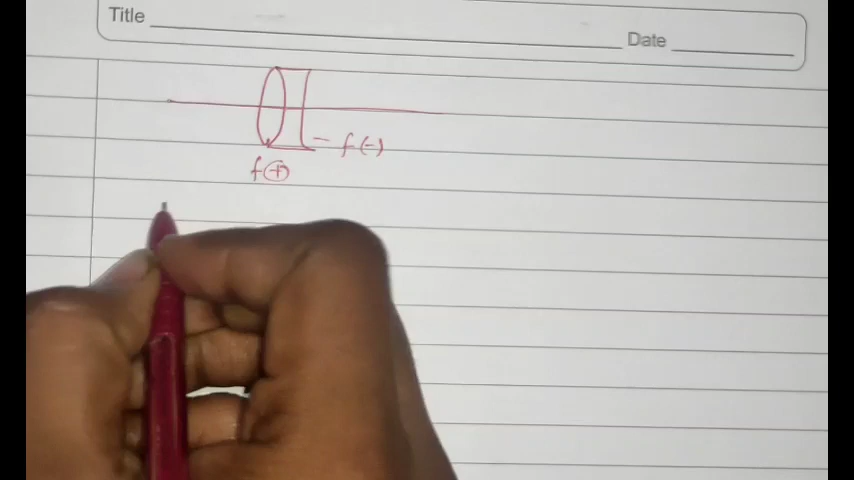 Title
Date
- f(-)
f(+)